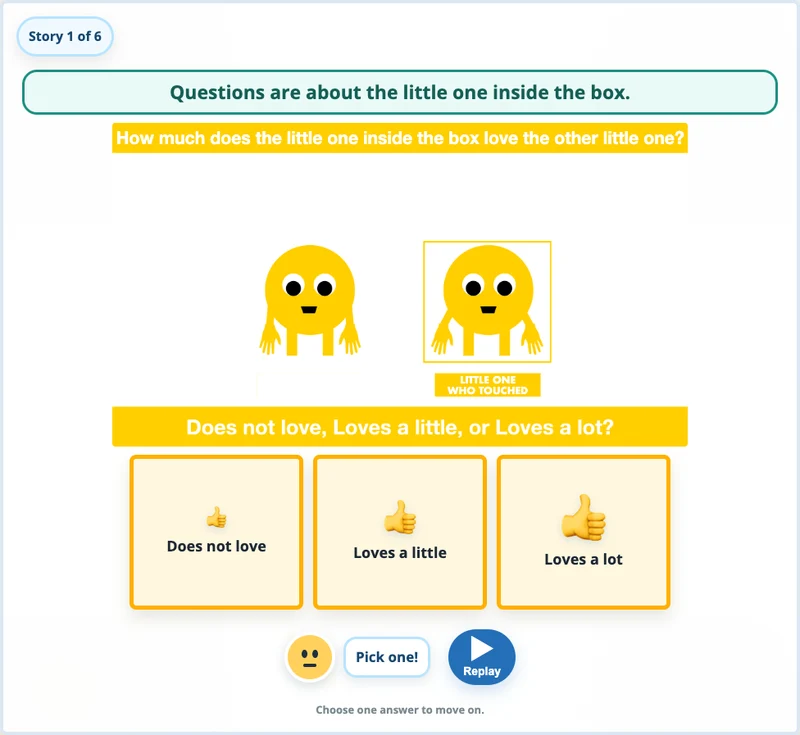 Story 1 of 6
Questions are about the little one inside the box.
How much does the little one inside the box love the other little one?
LITTLE ONE
WHO TOUCHED
Does not love, Loves a little, or Loves a lot?
Does not love
Loves a little
Loves a lot
Pick one!
Replay
Choose one answer to move on.